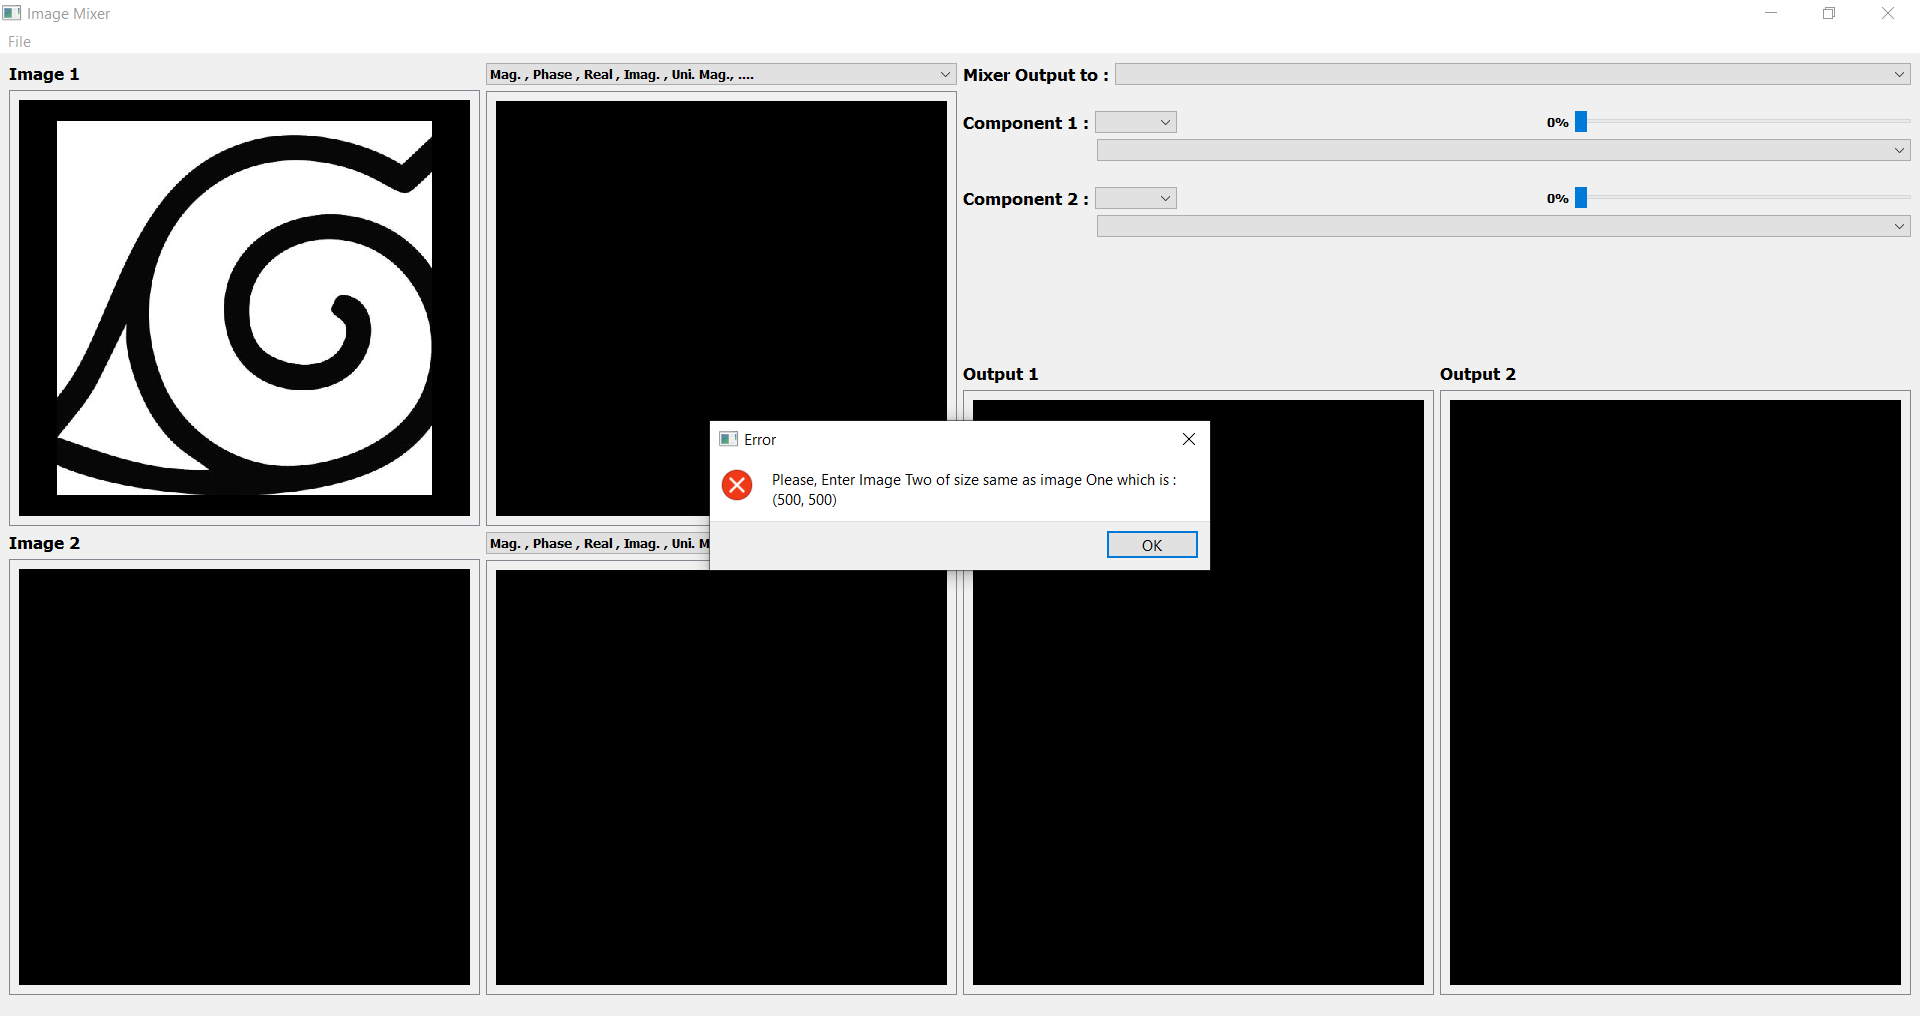 Image Mixer
File
Image 1
Mag. , Phase , Real , Imag. , Uni. Mag., ....
Mixer Output to :
Component 1 :
0%
Component 2 :
0%
Output 1
Output 2
Error
Please, Enter Image Two of size same as image One which is :
(500, 500)
OK
Image 2
Mag. , Phase , Real , Imag. , Uni. M